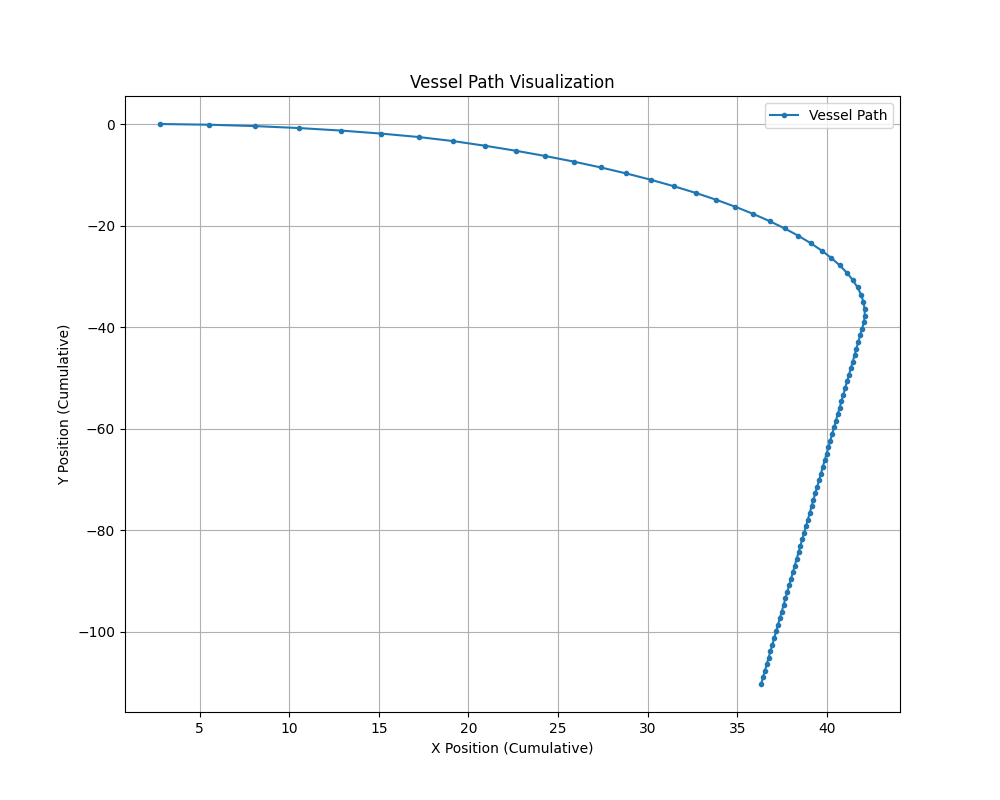 Vessel Path Visualization
Vessel Path
0
−20
−40
−60
−80
−100
Y Position (Cumulative)
5 10 15 20 25 30 35 40
X Position (Cumulative)